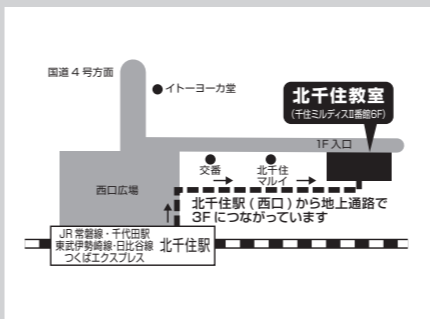 国道4号方面
イトーヨーカ堂
北千住教室
(千住ミルディスⅡ番館6F)
1F入口
交番
北千住
マルイ
西口広場
北千住駅(西口)から地上通路で
3Fにつながっています
JR常磐線・千代田駅
東武伊勢崎線・日比谷線
つくばエクスプレス
北千住駅